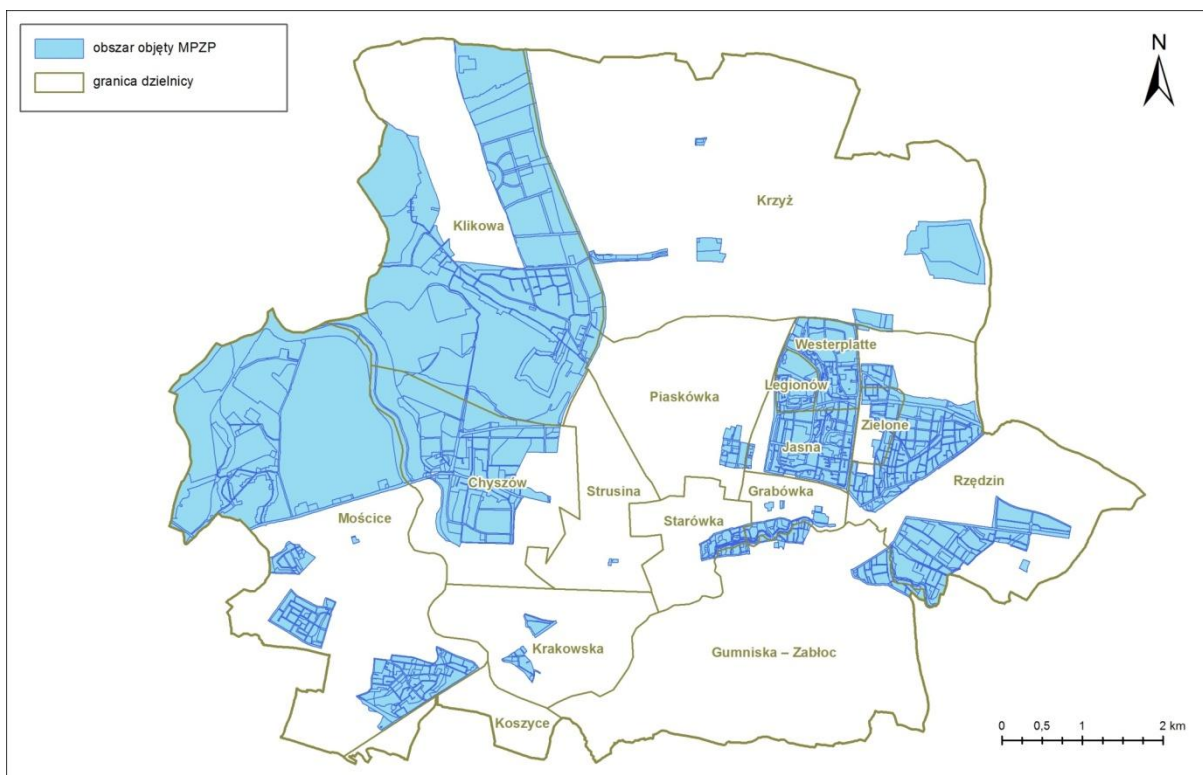 obszar objęty MPZP
granica dzielnicy
N
Krzyż
Klikowa
Westerplatte
Legionów
Piaskówka
Zielone
Jasna
Chyszów
Strusina
Grabówka
Rzędzin
Mościce
Starówka
Krakowska
Gumniska – Zabłoc
Koszyce
0 0,5 1 2 km